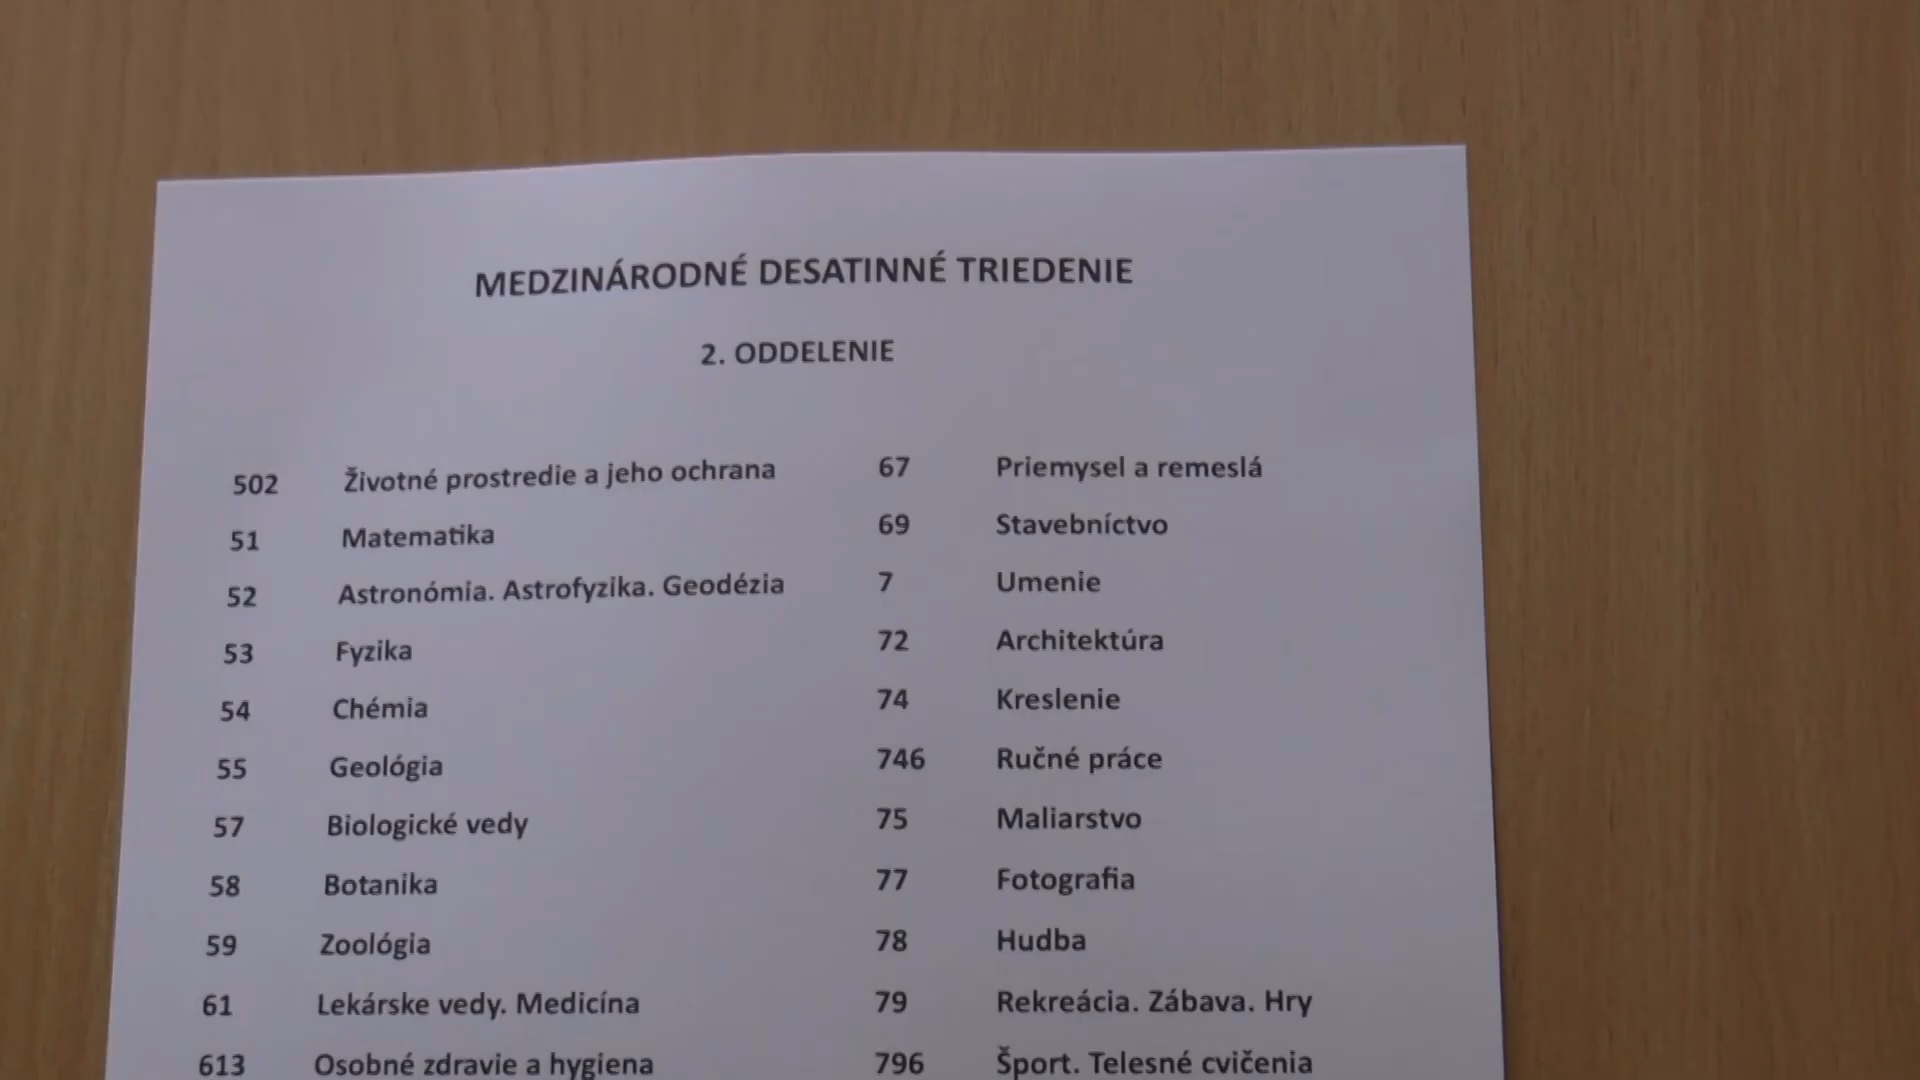 MEDZINÁRODNÉ DESATINNÉ TRIEDENIE
2. ODDELENIE
502 Životné prostredie a jeho ochrana
51 Matematika
52 Astronómia. Astrofyzika. Geodézia
53 Fyzika
54 Chémia
55 Geológia
57 Biologické vedy
58 Botanika
59 Zoológia
61 Lekárske vedy. Medicína
613 Osobné zdravie a hygiena
67 Priemysel a remeslá
69 Stavebníctvo
7 Umenie
72 Architektúra
74 Kreslenie
746 Ručné práce
75 Maliarstvo
77 Fotografia
78 Hudba
79 Rekreácia. Zábava. Hry
796 Šport. Telesné cvičenia